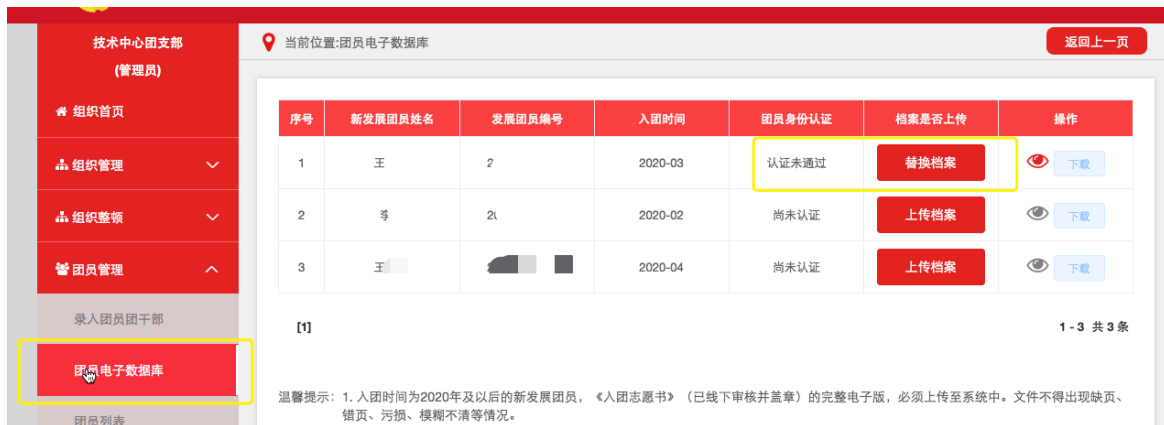 技术中心团支部
(管理员)
组织首页
组织管理
组织整顿
团员管理
录入团员团干部
团员电子数据库
团员列表
当前位置:团员电子数据库
返回上一页
序号 新发展团员姓名 发展团员编号 入团时间 团员身份认证 档案是否上传 操作
1 王 2 2020-03 认证未通过 替换档案 下载
2 李 20 2020-02 尚未认证 上传档案 下载
3 王 2020-04 尚未认证 上传档案 下载
[1]
1 - 3 共 3 条
温馨提示: 1. 入团时间为2020年及以后的新发展团员，《入团志愿书》（已线下审核并盖章）的完整电子版，必须上传至系统中。文件不得出现缺页、
错页、污损、模糊不清等情况。